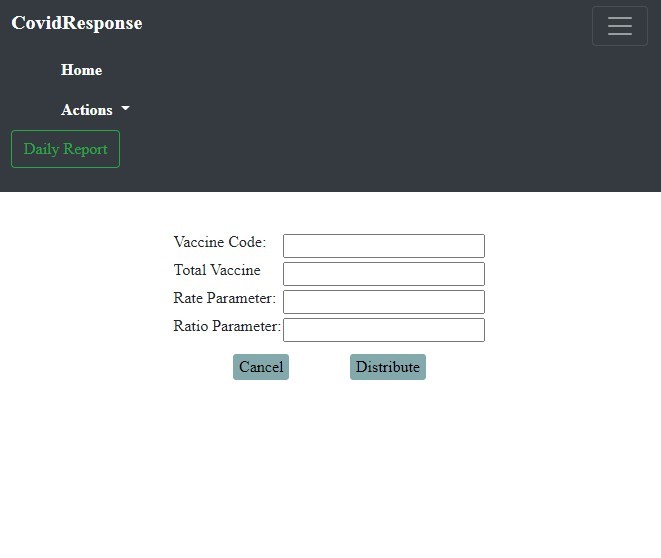 CovidResponse
Home
Actions
Daily Report
Vaccine Code:
Total Vaccine
Rate Parameter:
Ratio Parameter:
Cancel Distribute